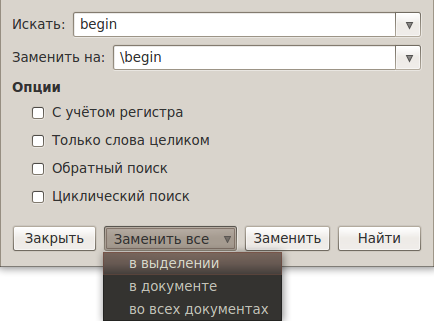 Искать: begin
Заменить на: \begin
Опции
С учётом регистра
Только слова целиком
Обратный поиск
Циклический поиск
Закрыть Заменить все Заменить Найти
в выделении
в документе
во всех документах